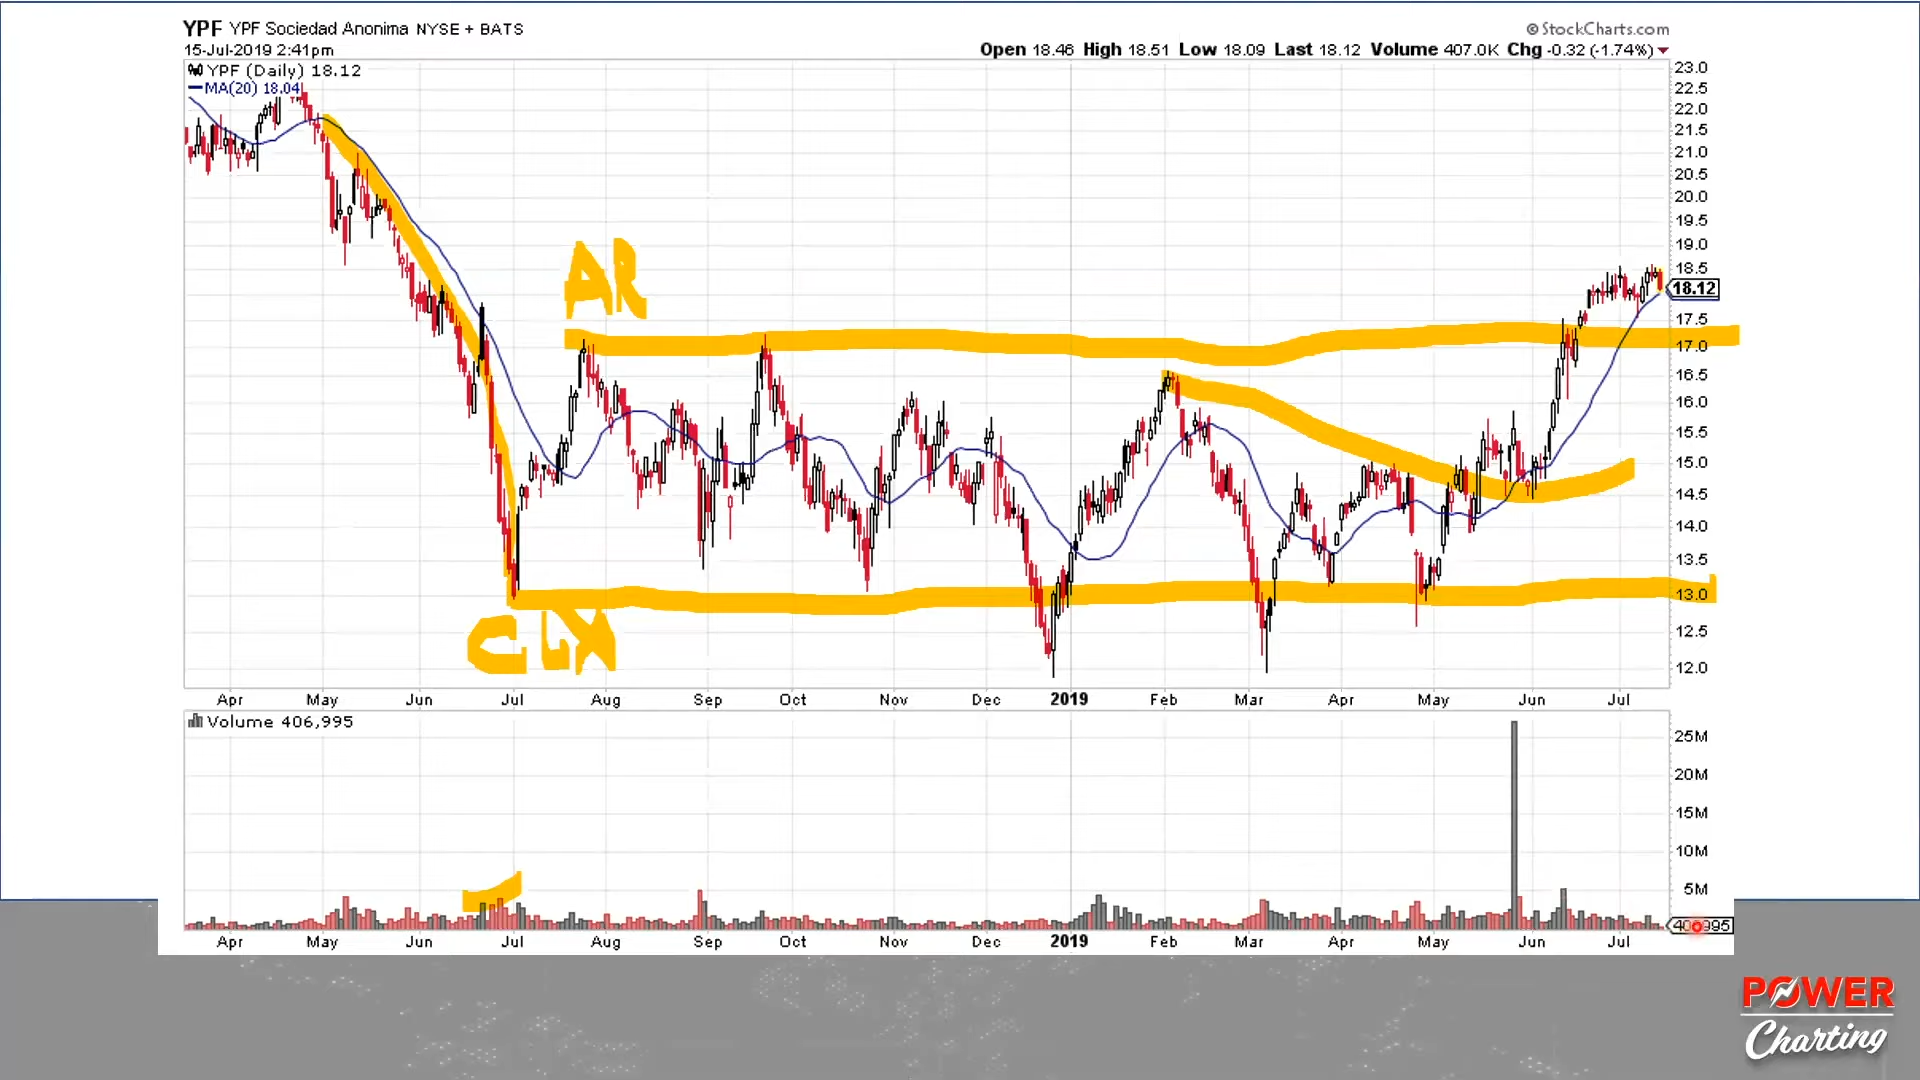 YPF YPF Sociedad Anonima NYSE + BATS
© StockCharts.com
15-Jul-2019 2:41pm
Open 18.46 High 18.51 Low 18.09 Last 18.12 Volume 407.0K Chg -0.32 (-1.74%)
YPF (Daily) 18.12
MA(20) 18.04
23.0
22.5
22.0
21.5
21.0
20.5
20.0
19.5
19.0
18.5
18.12
17.5
17.0
16.5
16.0
15.5
15.0
14.5
14.0
13.5
13.0
12.5
12.0
AR
CLX
Apr May Jun Jul Aug Sep Oct Nov Dec 2019 Feb Mar Apr May Jun Jul
Volume 406,995
25M
20M
15M
10M
5M
406,995
Apr May Jun Jul Aug Sep Oct Nov Dec 2019 Feb Mar Apr May Jun Jul
POWER
Charting